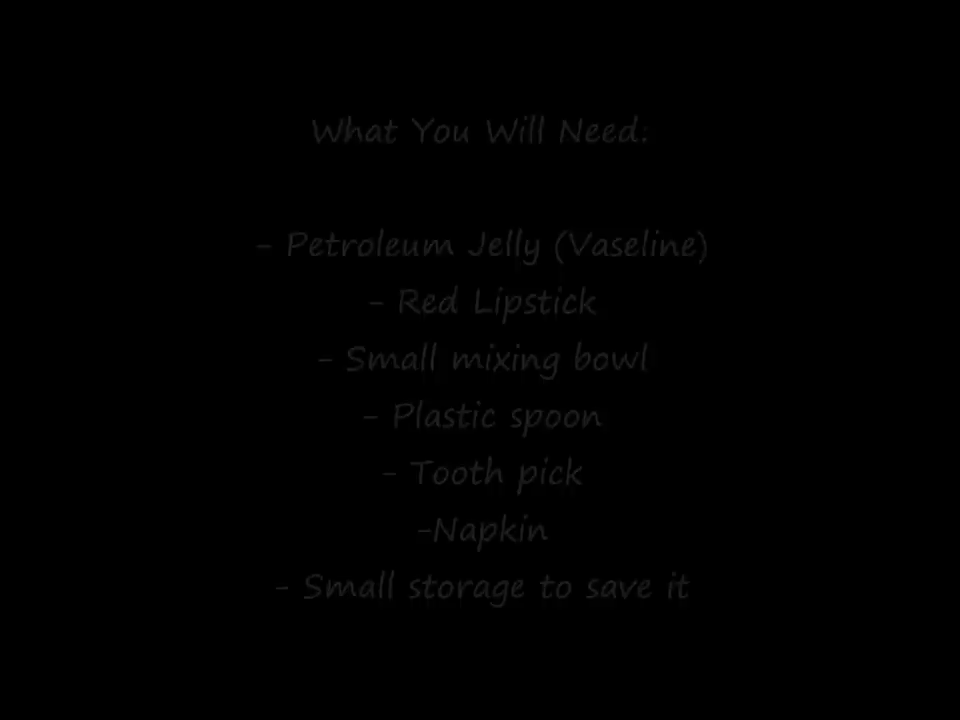 What You Will Need:
- Petroleum Jelly (Vaseline)
- Red Lipstick
- Small mixing bowl
- Plastic spoon
- Tooth pick
-Napkin
- Small storage to save it